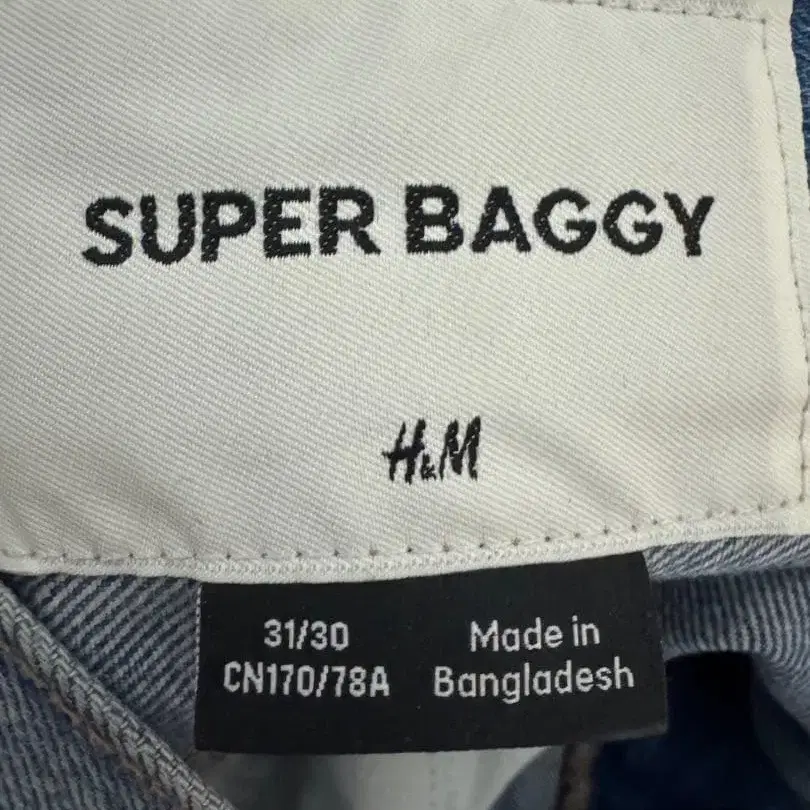 SUPER BAGGY
H&M
31/30
CN170/78A
Made in
Bangladesh